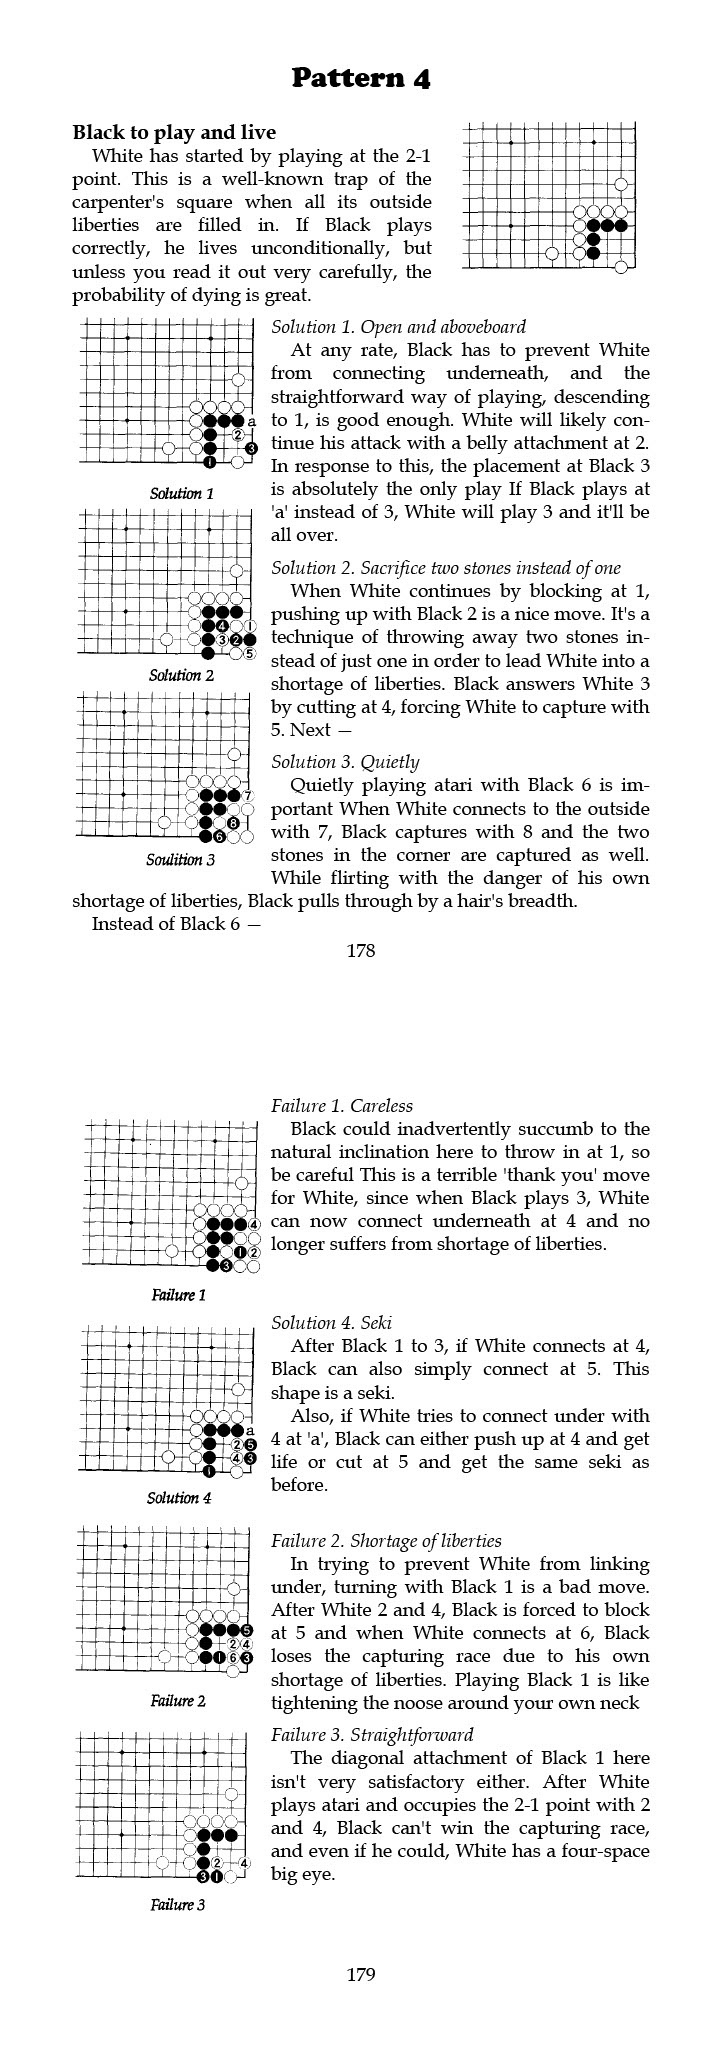 Pattern 4
Black to play and live
White has started by playing at the 2-1
point. This is a well-known trap of the
carpenter's square when all its outside
liberties are filled in. If Black plays
correctly, he lives unconditionally, but
unless you read it out very carefully, the
probability of dying is great.
Solution 1. Open and aboveboard
At any rate, Black has to prevent White
from connecting underneath, and the
straightforward way of playing, descending
to 1, is good enough. White will likely con-
tinue his attack with a belly attachment at 2.
In response to this, the placement at Black 3
is absolutely the only play If Black plays at
'a' instead of 3, White will play 3 and it'll be
all over.
a
2
3
1
Solution 1
Solution 2. Sacrifice two stones instead of one
When White continues by blocking at 1,
pushing up with Black 2 is a nice move. It's a
technique of throwing away two stones in-
stead of just one in order to lead White into a
shortage of liberties. Black answers White 3
by cutting at 4, forcing White to capture with
5. Next —
4 1
3 2
5
Solution 2
Solution 3. Quietly
Quietly playing atari with Black 6 is im-
portant When White connects to the outside
with 7, Black captures with 8 and the two
stones in the corner are captured as well.
While flirting with the danger of his own
shortage of liberties, Black pulls through by a hair's breadth.
Instead of Black 6 —
7
8
6
Soulition 3
178
Failure 1. Careless
Black could inadvertently succumb to the
natural inclination here to throw in at 1, so
be careful This is a terrible 'thank you' move
for White, since when Black plays 3, White
can now connect underneath at 4 and no
longer suffers from shortage of liberties.
4
1 2
3
Failure 1
Solution 4. Seki
After Black 1 to 3, if White connects at 4,
Black can also simply connect at 5. This
shape is a seki.
Also, if White tries to connect under with
4 at 'a', Black can either push up at 4 and get
life or cut at 5 and get the same seki as
before.
a
2 5
4 3
1
Solution 4
Failure 2. Shortage of liberties
In trying to prevent White from linking
under, turning with Black 1 is a bad move.
After White 2 and 4, Black is forced to block
at 5 and when White connects at 6, Black
loses the capturing race due to his own
shortage of liberties. Playing Black 1 is like
tightening the noose around your own neck
5
2 4
1 6 3
Failure 2
Failure 3. Straightforward
The diagonal attachment of Black 1 here
isn't very satisfactory either. After White
plays atari and occupies the 2-1 point with 2
and 4, Black can't win the capturing race,
and even if he could, White has a four-space
big eye.
2 4
3 1
Failure 3
179